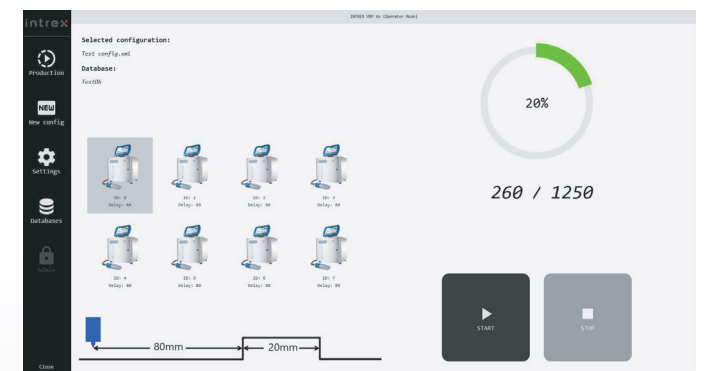 intrex
INTREX VDP 8x (Operator Mode)
Production
New config
Settings
Databases
Admin
Close
Selected configuration:
Test config.xml
Database:
TestDb
NEW
ID: 0
Delay: 80
ID: 1
Delay: 80
ID: 2
Delay: 80
ID: 3
Delay: 80
ID: 4
Delay: 80
ID: 5
Delay: 80
ID: 6
Delay: 80
ID: 7
Delay: 80
80mm
20mm
20%
260 / 1250
START
STOP